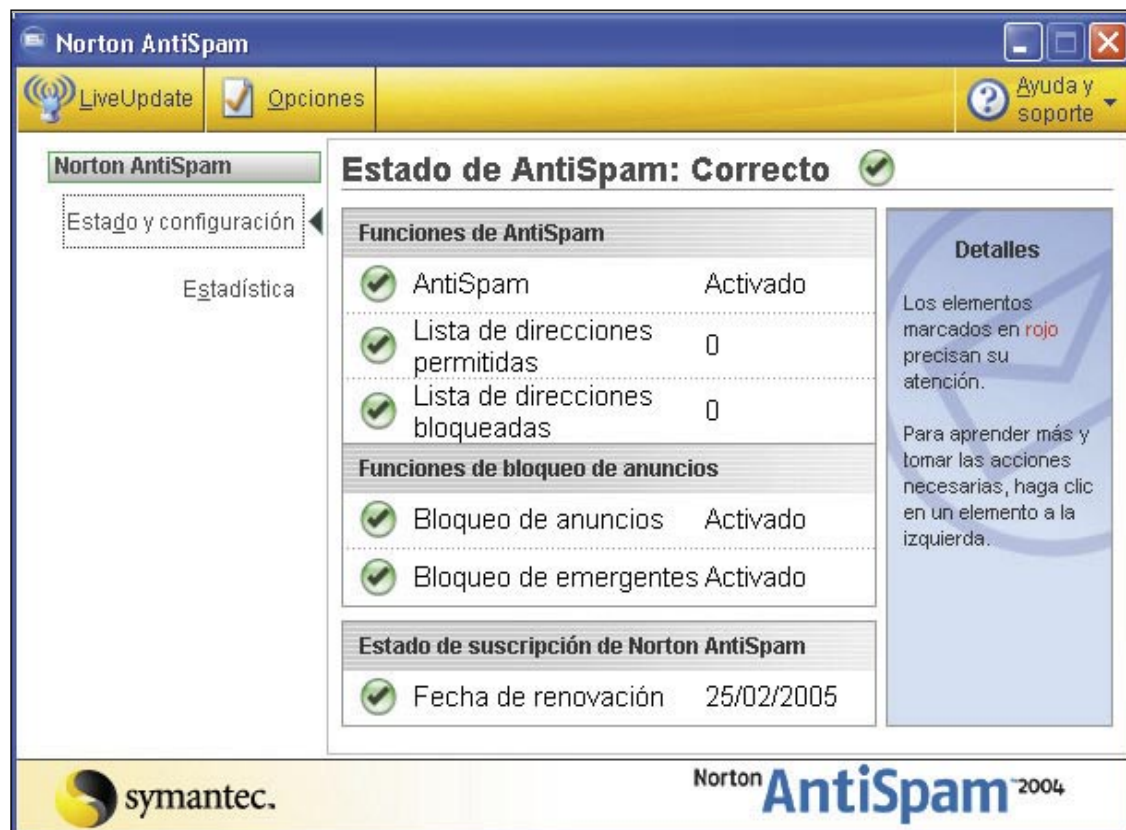 Norton AntiSpam
LiveUpdate
Opciones
Ayuda y
soporte
Norton AntiSpam
Estado y configuración
Estadística
Estado de AntiSpam: Correcto
Funciones de AntiSpam
AntiSpam Activado
Lista de direcciones
permitidas 0
Lista de direcciones
bloqueadas 0
Funciones de bloqueo de anuncios
Bloqueo de anuncios Activado
Bloqueo de emergentes Activado
Estado de suscripción de Norton AntiSpam
Fecha de renovación 25/02/2005
Detalles
Los elementos
marcados en rojo
precisan su
atención.
Para aprender más y
tomar las acciones
necesarias, haga clic
en un elemento a la
izquierda.
symantec.
Norton AntiSpam 2004